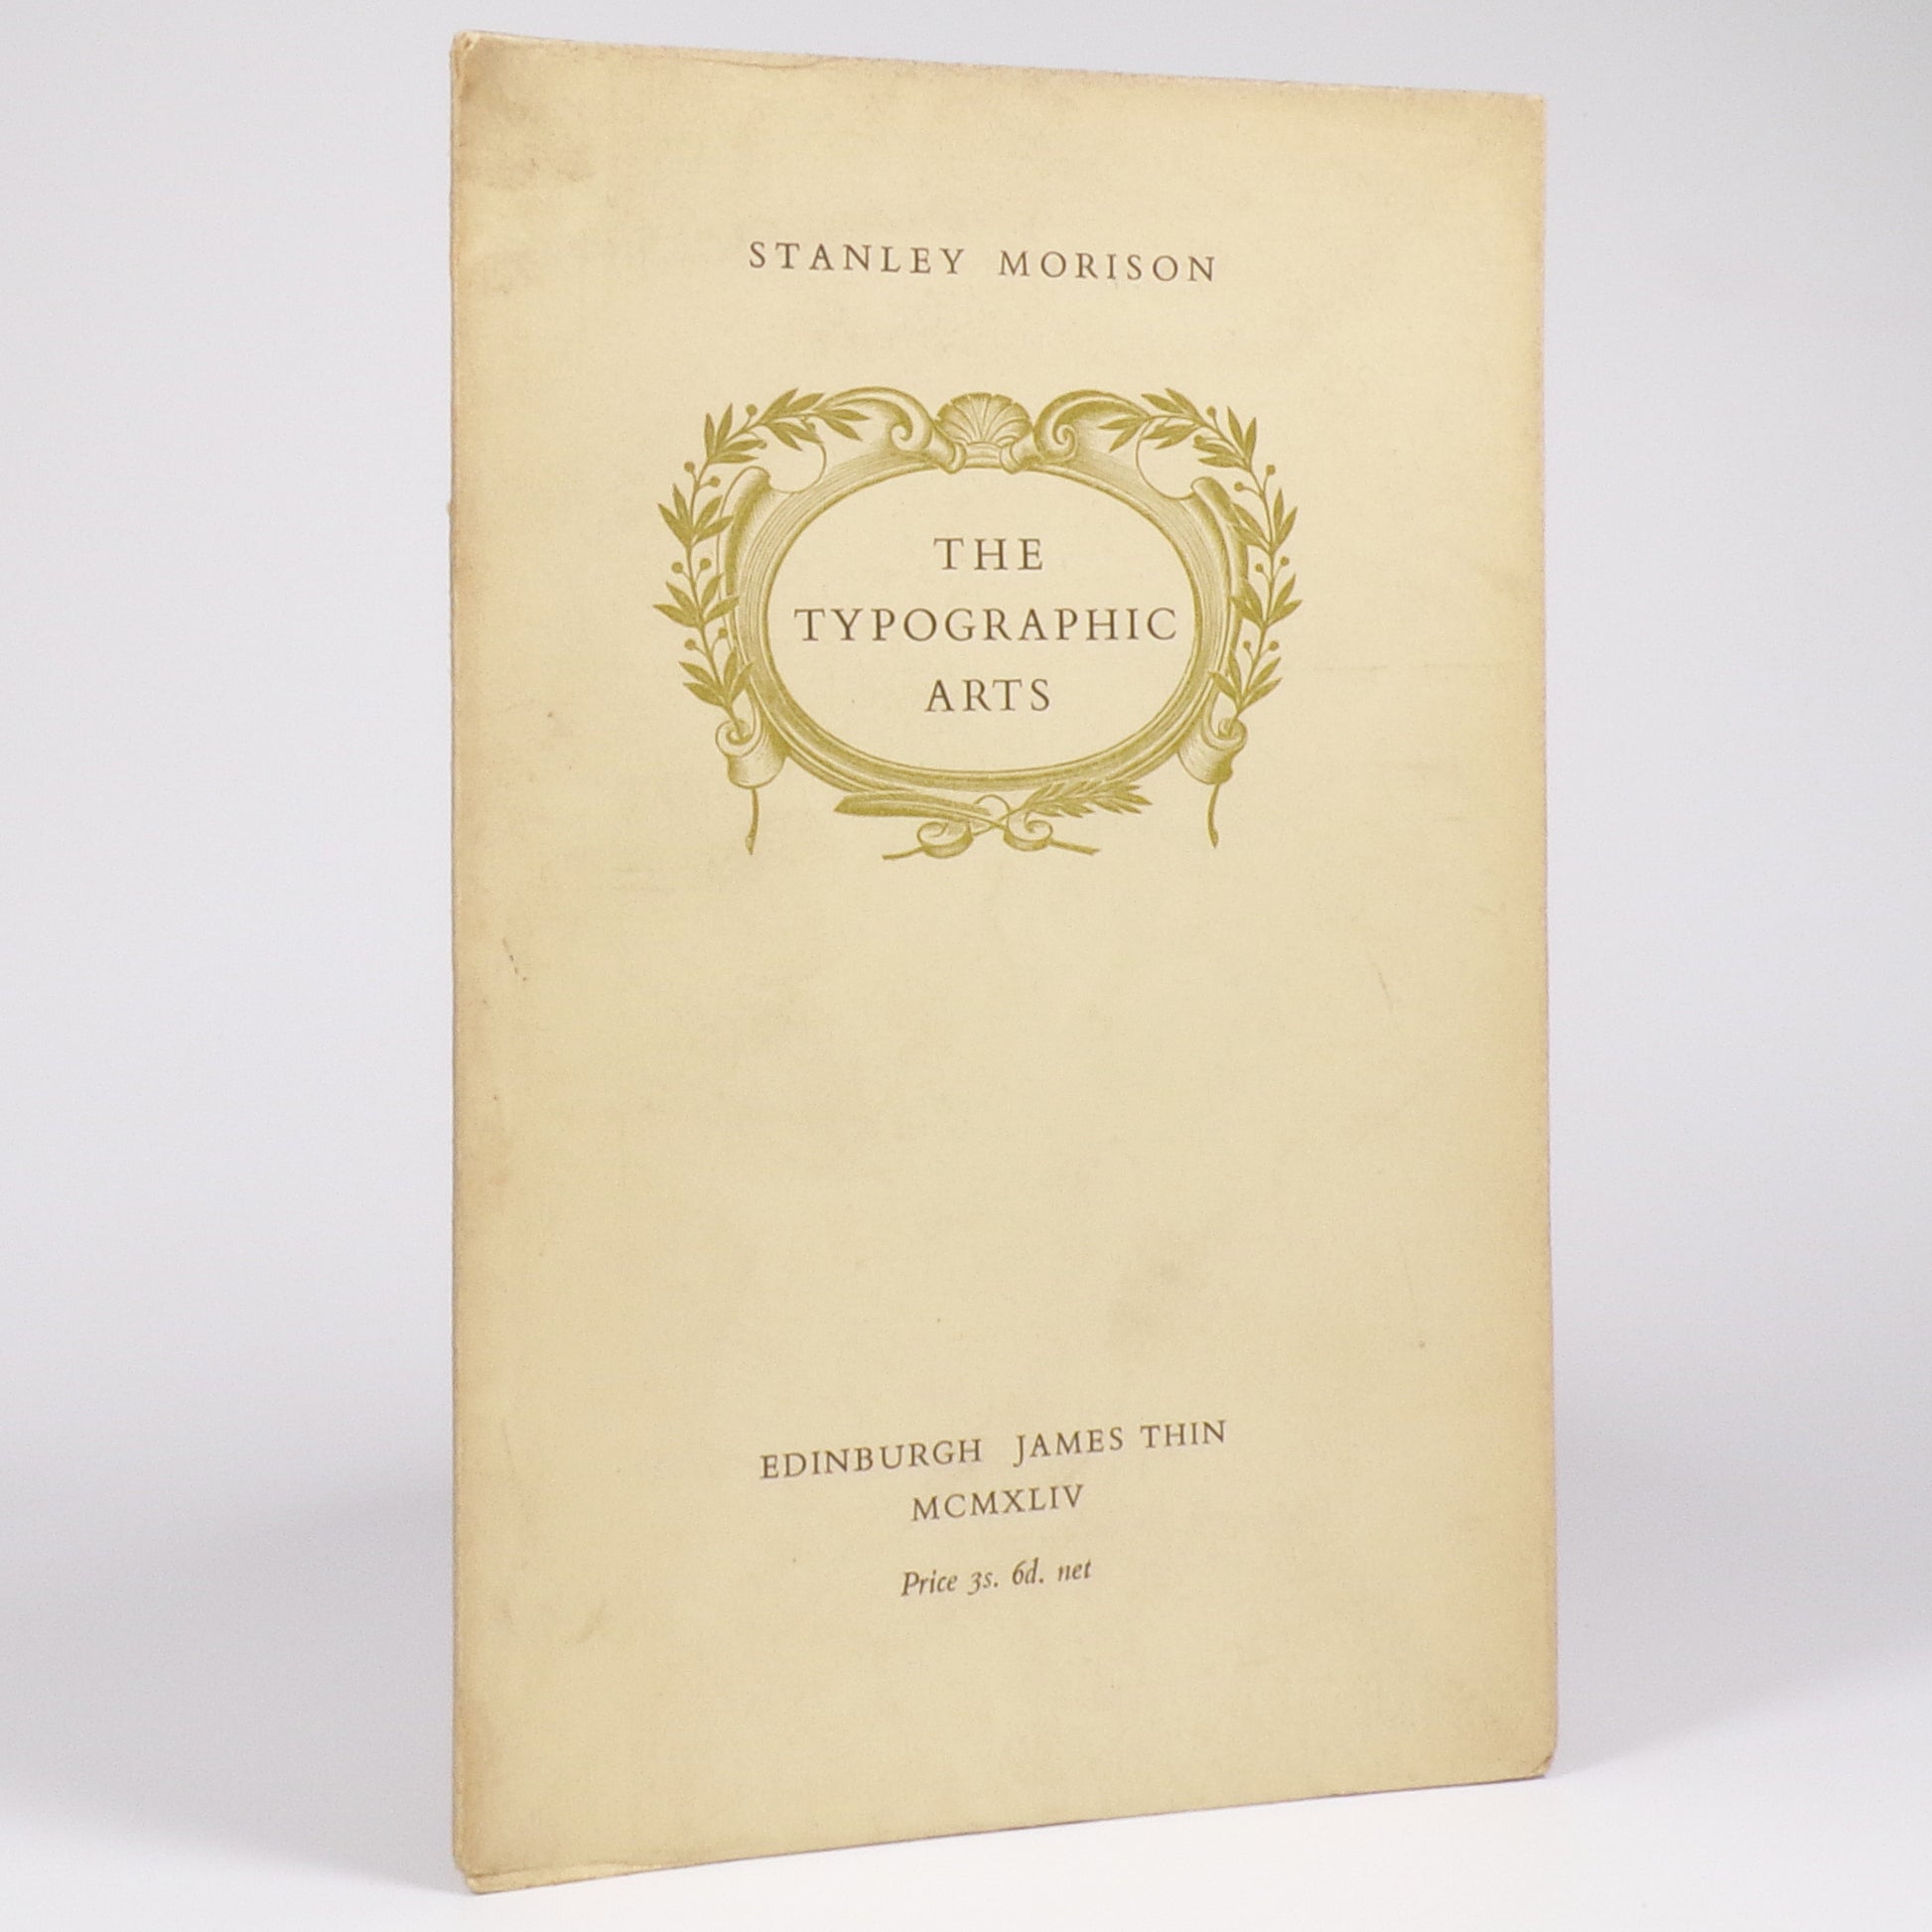 STANLEY MORISON
THE
TYPOGRAPHIC
ARTS
EDINBURGH JAMES THIN
MCMXLIV
Price 3s. 6d. net